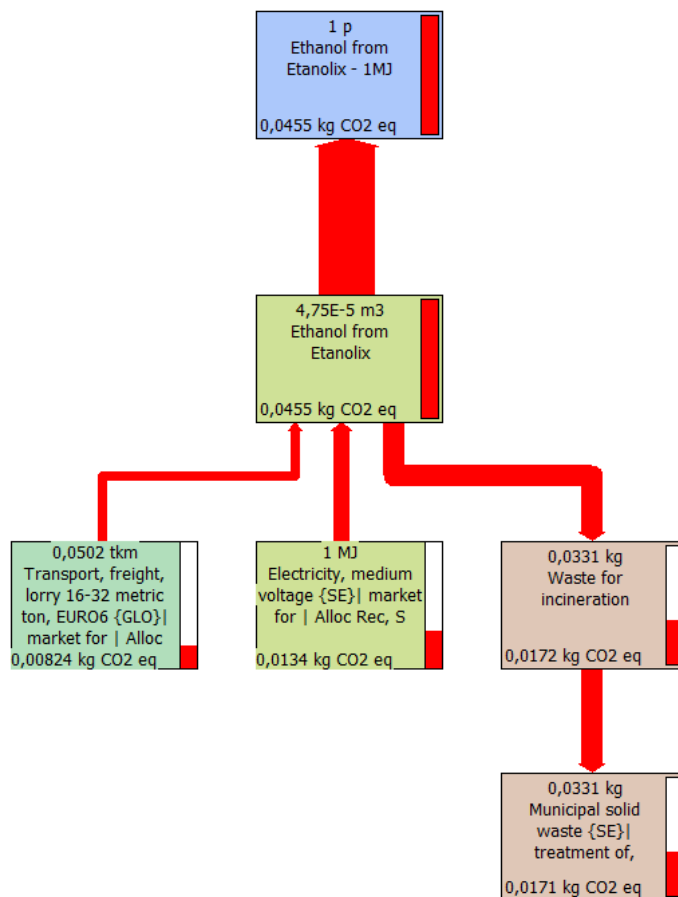 1 p
Ethanol from
Etanolix - 1MJ
0,0455 kg CO2 eq
4,75E-5 m3
Ethanol from
Etanolix
0,0455 kg CO2 eq
0,0502 tkm
Transport, freight,
lorry 16-32 metric
ton, EURO6 {GLO}|
market for | Alloc
0,00824 kg CO2 eq
1 MJ
Electricity, medium
voltage {SE}| market
for | Alloc Rec, S
0,0134 kg CO2 eq
0,0331 kg
Waste for
incineration
0,0172 kg CO2 eq
0,0331 kg
Municipal solid
waste {SE}|
treatment of,
0,0171 kg CO2 eq